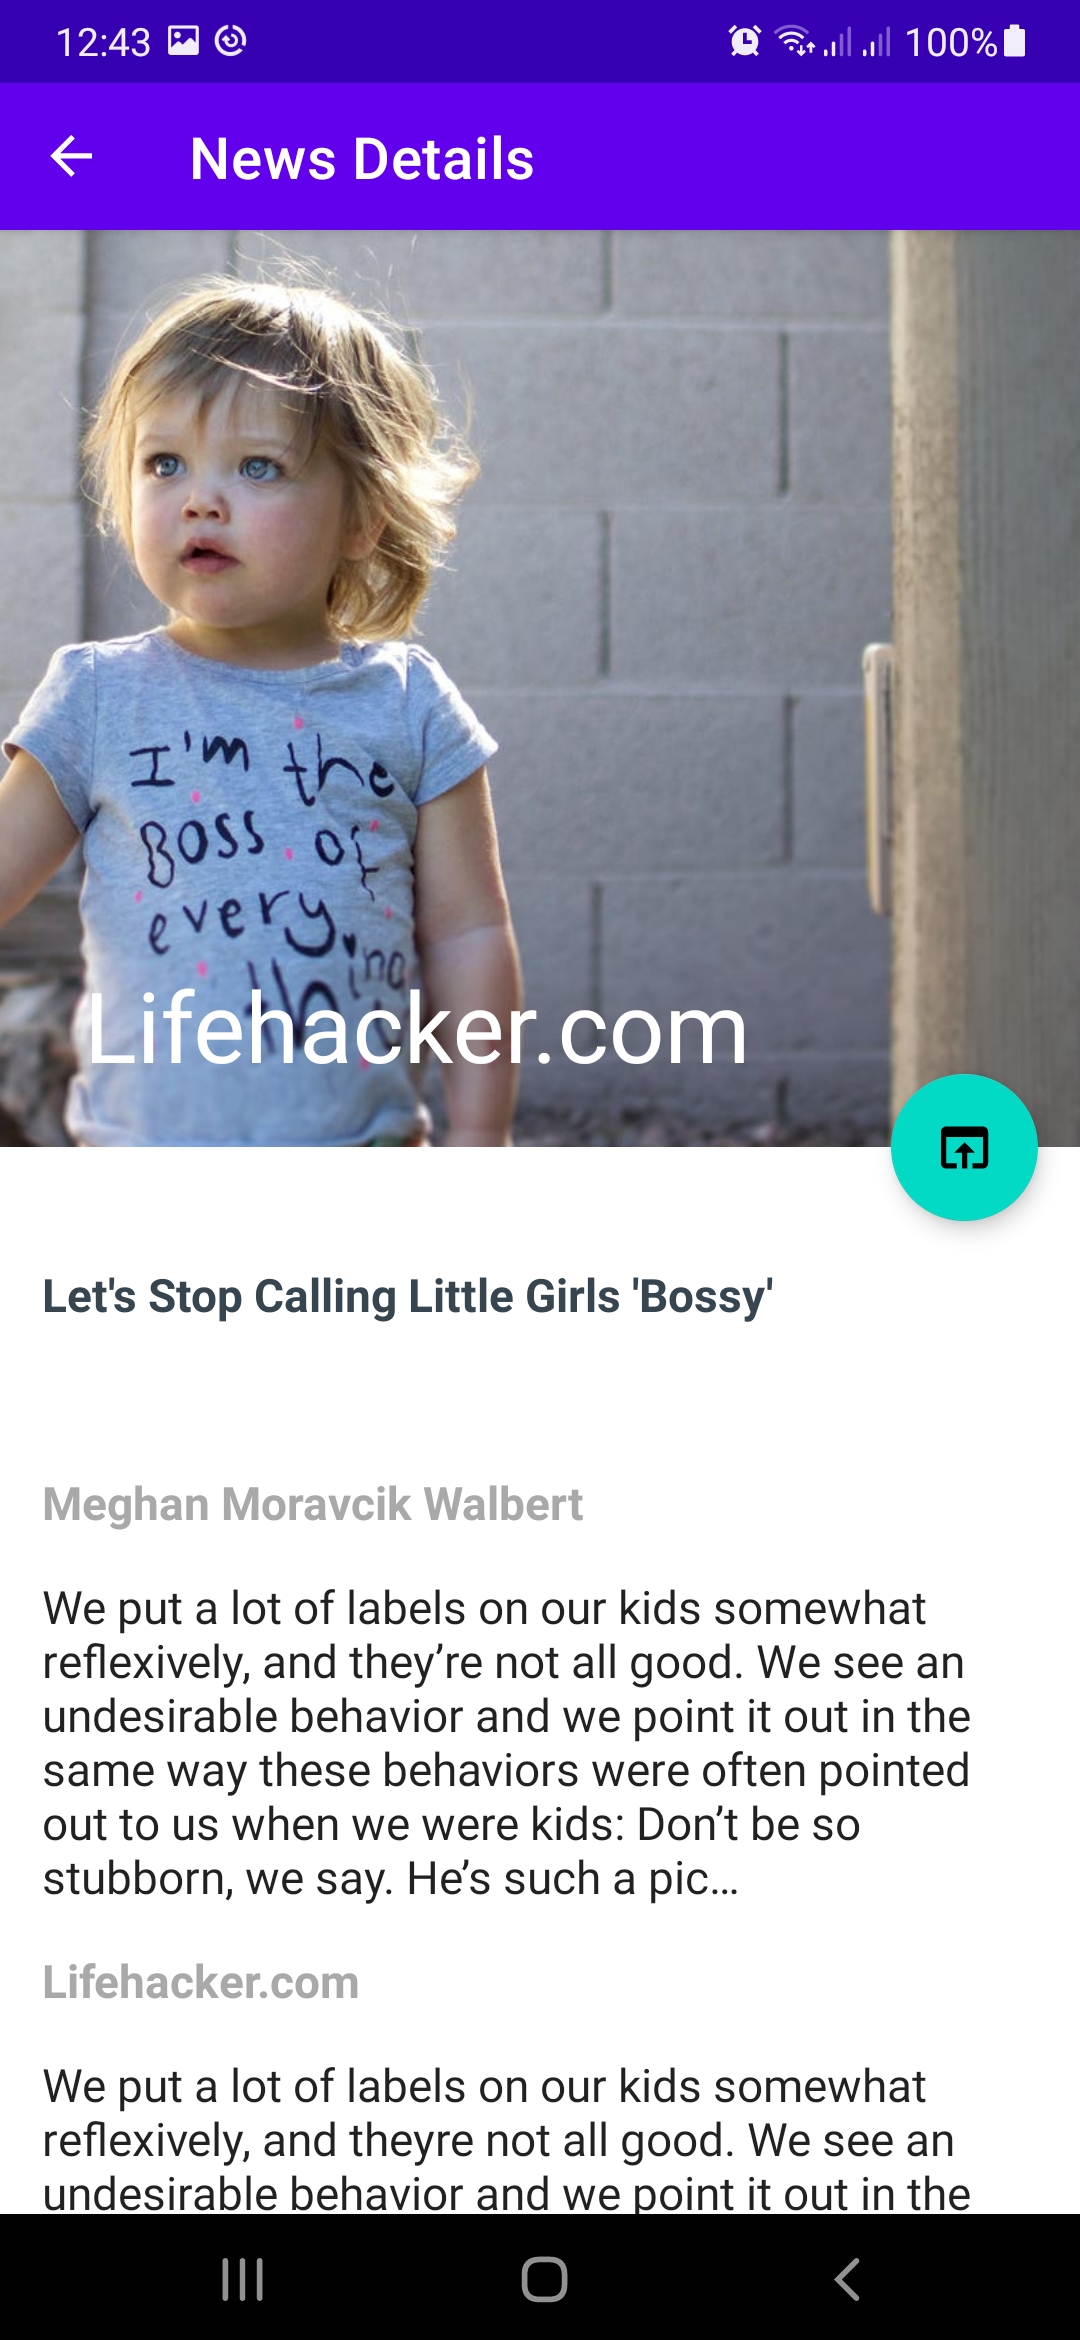 12:43
100%
News Details
I'm the
Boss of
every
thing
Lifehacker.com
Let's Stop Calling Little Girls 'Bossy'
Meghan Moravcik Walbert
We put a lot of labels on our kids somewhat
reflexively, and they’re not all good. We see an
undesirable behavior and we point it out in the
same way these behaviors were often pointed
out to us when we were kids: Don’t be so
stubborn, we say. He’s such a pic…
Lifehacker.com
We put a lot of labels on our kids somewhat
reflexively, and theyre not all good. We see an
undesirable behavior and we point it out in the